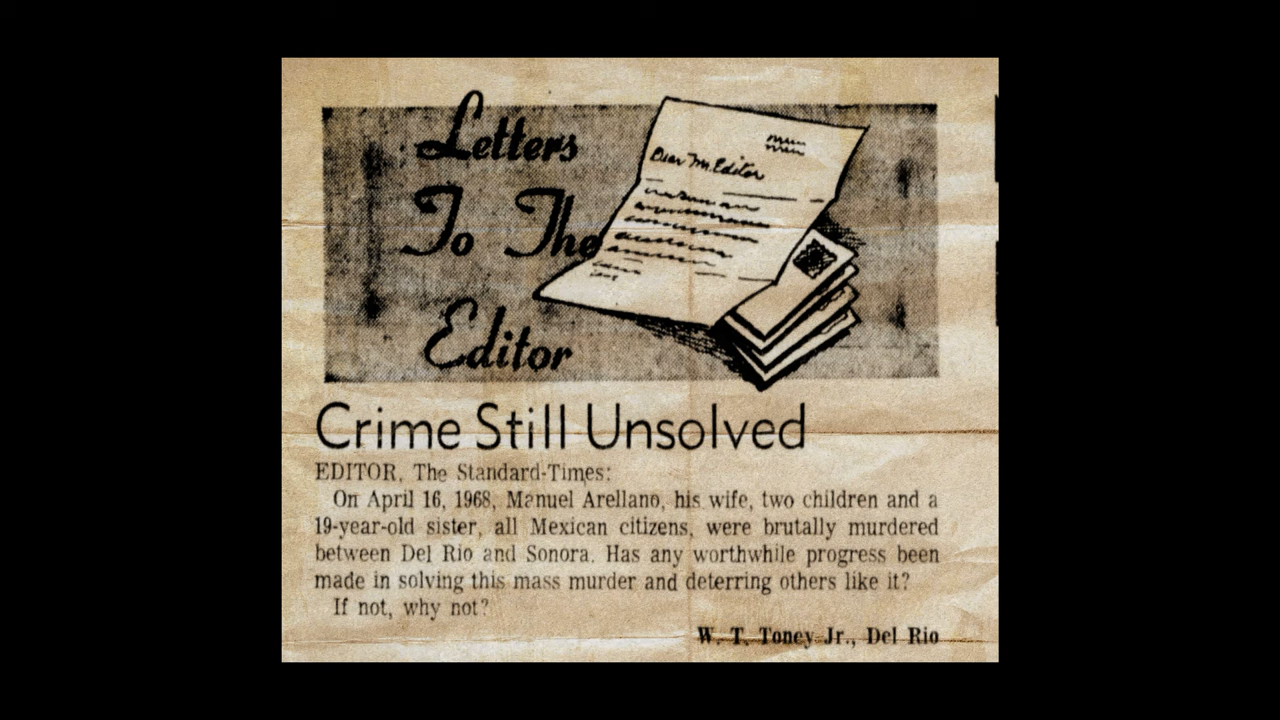 Letters
To The
Editor
Dear Mr. Editor
Crime Still Unsolved
EDITOR, The Standard-Times:
On April 16, 1968, Manuel Arellano, his wife, two children and a
19-year-old sister, all Mexican citizens, were brutally murdered
between Del Rio and Sonora. Has any worthwhile progress been
made in solving this mass murder and deterring others like it?
If not, why not?
W. T. Toney Jr., Del Rio